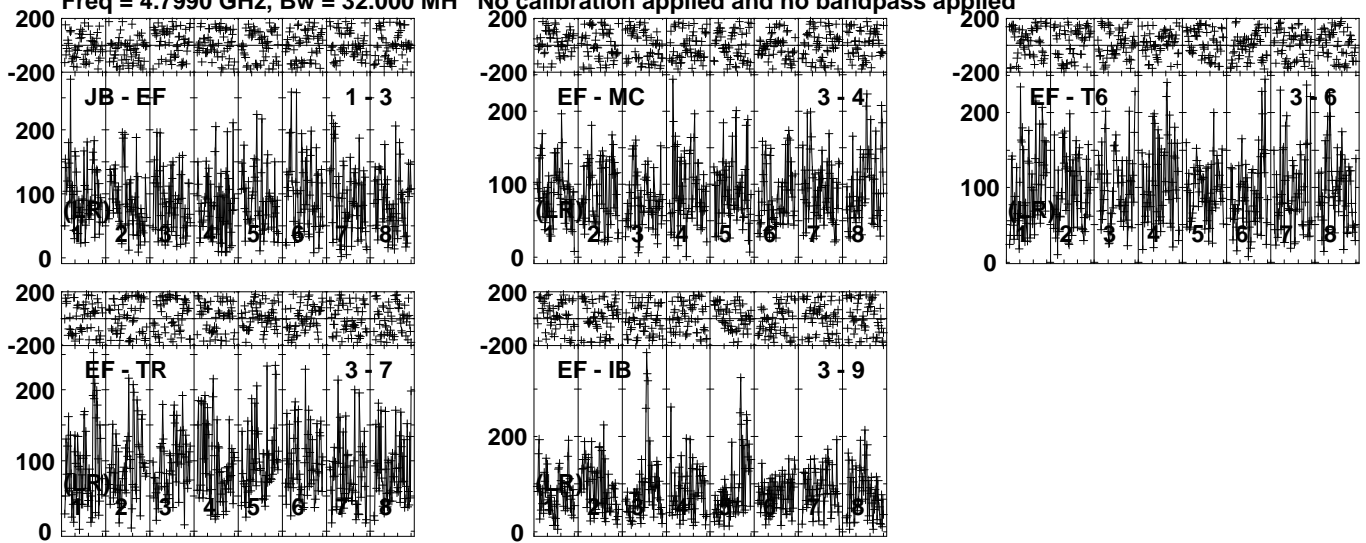 Freq = 4.7990 GHz, Bw = 32.000 MH No calibration applied and no bandpass applied
200
-200
JB - EF 1 - 3
200
100
0
(LR)
1 2 3 4 5 6 7 8
200
-200
EF - MC 3 - 4
200
100
0
(LR)
1 2 3 4 5 6 7 8
200
-200
EF - T6 3 - 6
200
100
0
(LR)
1 2 3 4 5 6 7 8
200
-200
EF - TR 3 - 7
200
100
0
(LR)
1 2 3 4 5 6 7 8
200
-200
EF - IB 3 - 9
200
0
(LR)
1 2 3 4 5 6 7 8